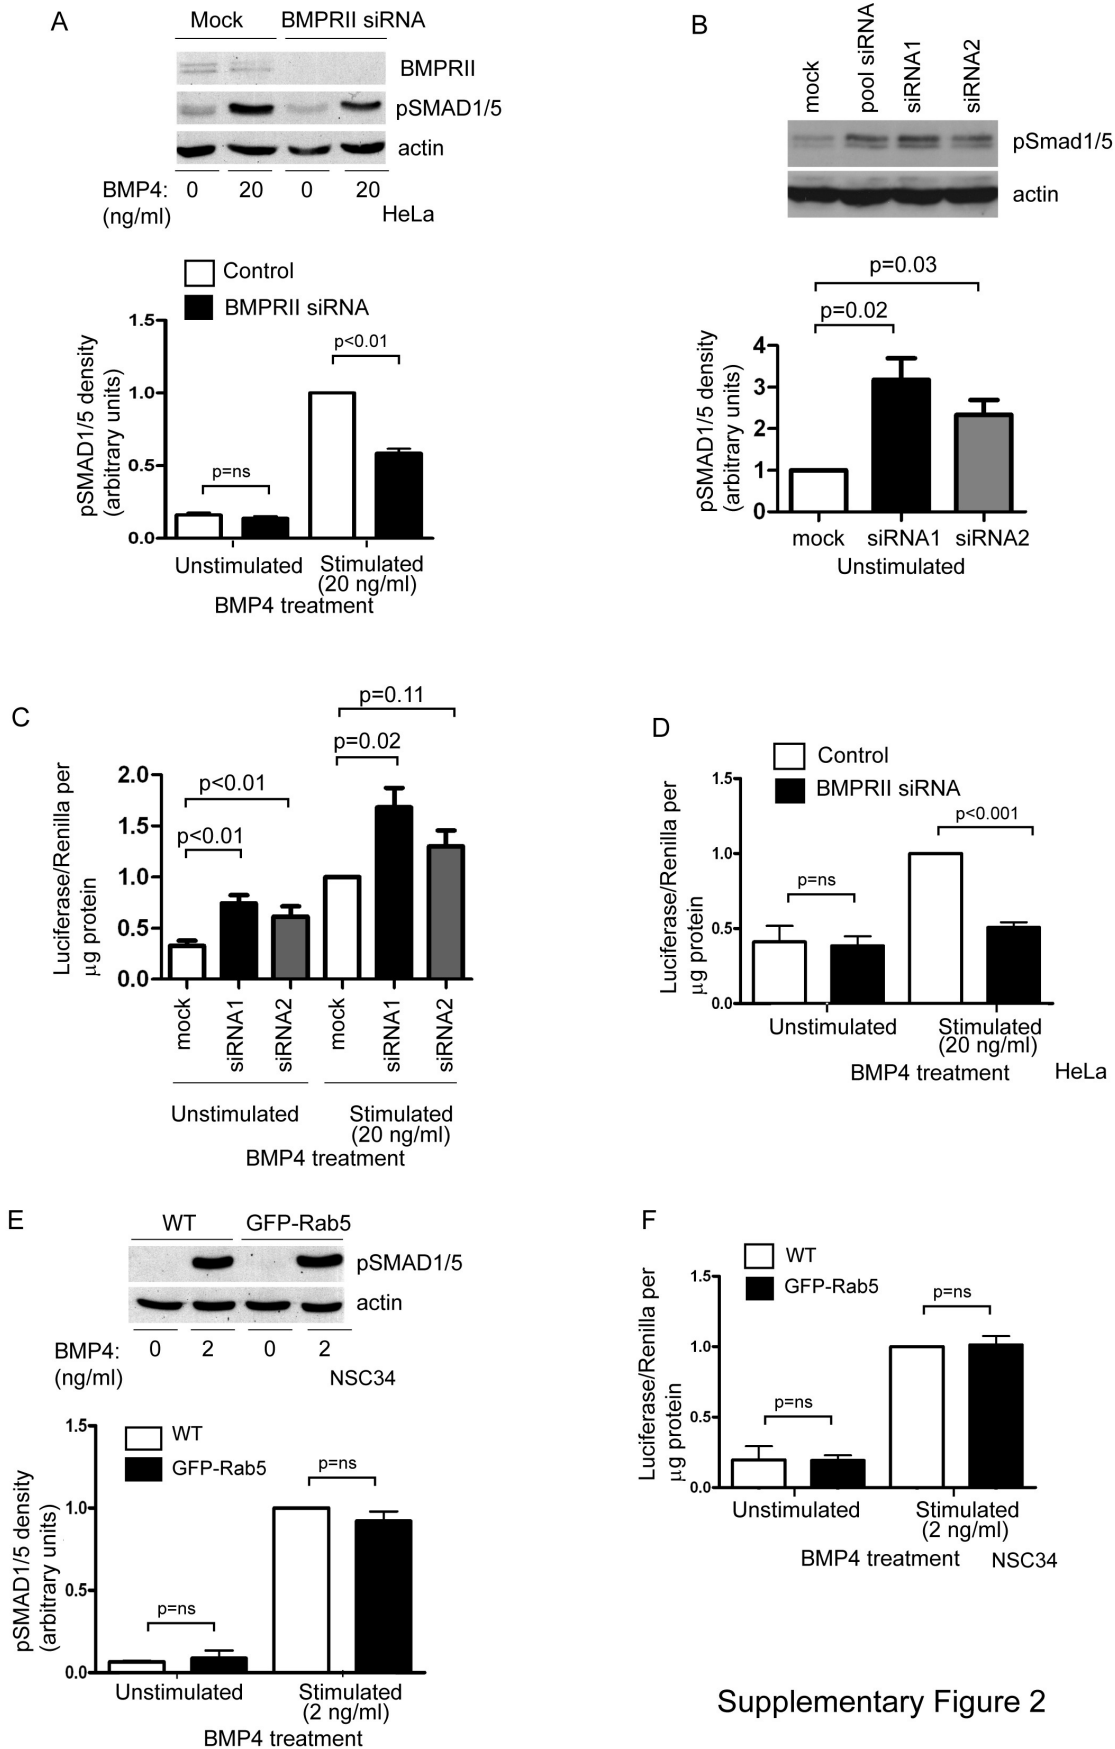 A
Mock BMPRII siRNA
BMPRII
pSMAD1/5
actin
BMP4: 0 20 0 20
(ng/ml) HeLa
Control
BMPRII siRNA
pSMAD1/5 density
(arbitrary units)
1.5
1.0
0.5
0.0
p=ns
p<0.01
Unstimulated Stimulated
(20 ng/ml)
BMP4 treatment
B
mock
pool siRNA
siRNA1
siRNA2
pSmad1/5
actin
p=0.03
p=0.02
pSMAD1/5 density
(arbitrary units)
4
3
2
1
0
mock siRNA1 siRNA2
Unstimulated
C
p=0.11
p=0.02
p<0.01
p<0.01
Luciferase/Renilla per
µg protein
2.0
1.5
1.0
0.5
0.0
mock
siRNA1
siRNA2
mock
siRNA1
siRNA2
Unstimulated Stimulated
(20 ng/ml)
BMP4 treatment
D
Control
BMPRII siRNA
Luciferase/Renilla per
µg protein
1.5
1.0
0.5
0.0
p=ns
p<0.001
Unstimulated Stimulated
(20 ng/ml)
BMP4 treatment HeLa
E
WT GFP-Rab5
pSMAD1/5
actin
BMP4: 0 2 0 2
(ng/ml) NSC34
WT
GFP-Rab5
pSMAD1/5 density
(arbitrary units)
1.5
1.0
0.5
0.0
p=ns
p=ns
Unstimulated Stimulated
(2 ng/ml)
BMP4 treatment
F
WT
GFP-Rab5
Luciferase/Renilla per
µg protein
1.5
1.0
0.5
0.0
p=ns
p=ns
Unstimulated Stimulated
(2 ng/ml)
BMP4 treatment NSC34
Supplementary Figure 2